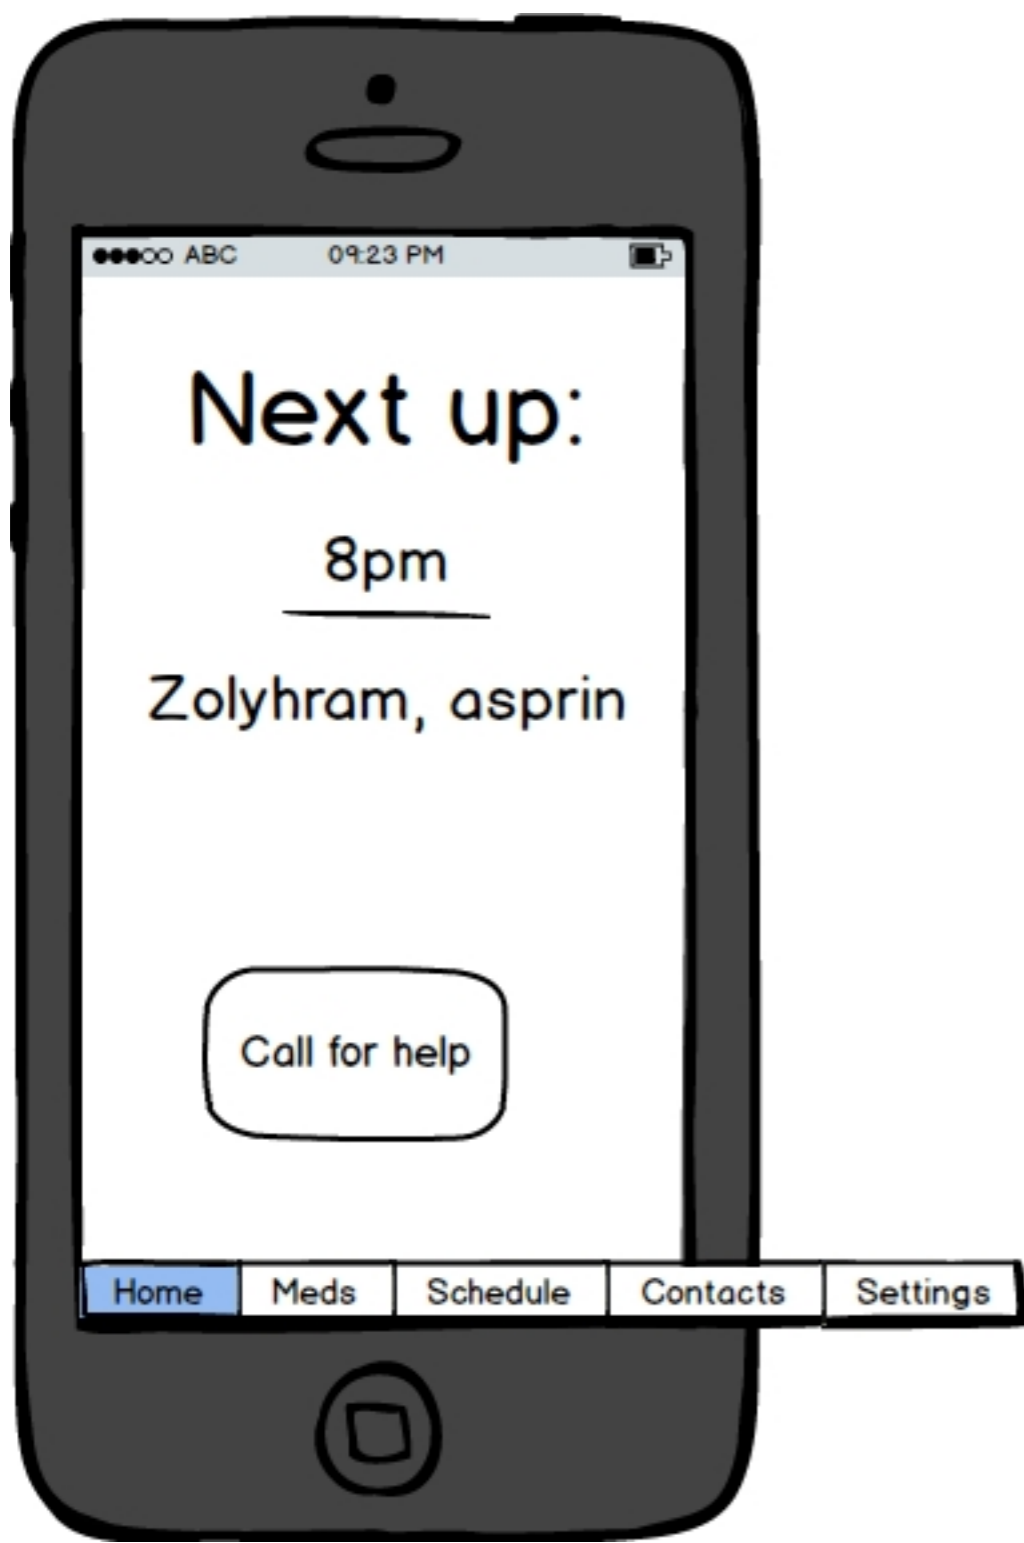 ABC 09:23 PM
Next up:
8pm
Zolyhram, asprin
Call for help
Home Meds Schedule Contacts Settings